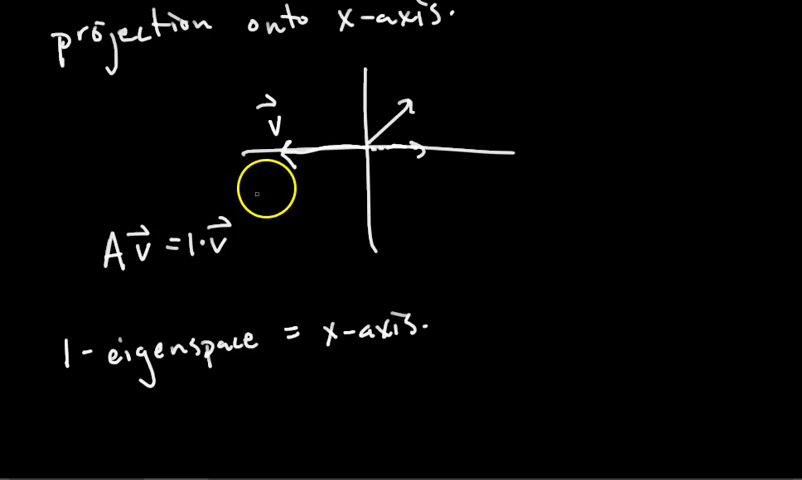 projection onto x-axis.
v⃗
Av⃗ = 1·v⃗
1-eigenspace = x-axis.